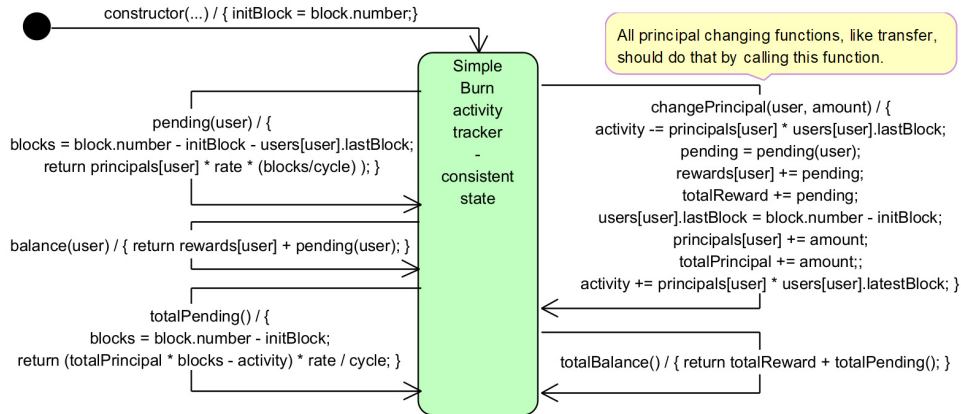 constructor(...) / { initBlock = block.number;}
All principal changing functions, like transfer,
should do that by calling this function.
Simple
Burn
activity
tracker
-
consistent
state
pending(user) / {
blocks = block.number - initBlock - users[user].lastBlock;
return principals[user] * rate * (blocks/cycle) ); }
balance(user) / { return rewards[user] + pending(user); }
totalPending() / {
blocks = block.number - initBlock;
return (totalPrincipal * blocks - activity) * rate / cycle; }
changePrincipal(user, amount) / {
activity -= principals[user] * users[user].lastBlock;
pending = pending(user);
rewards[user] += pending;
totalReward += pending;
users[user].lastBlock = block.number - initBlock;
principals[user] += amount;
totalPrincipal += amount;;
activity += principals[user] * users[user].latestBlock; }
totalBalance() / { return totalReward + totalPending(); }